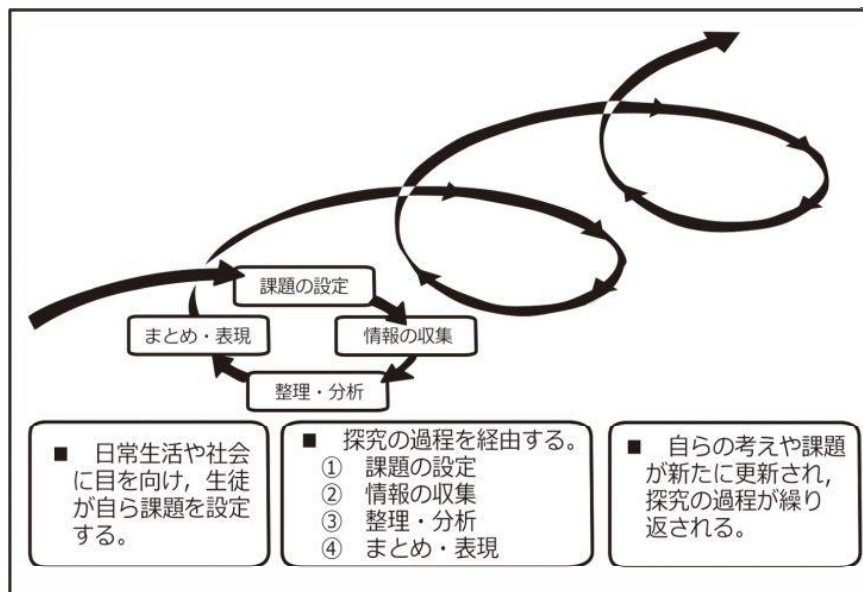 課題の設定
まとめ・表現
情報の収集
整理・分析
■ 日常生活や社会
に目を向け，生徒
が自ら課題を設定
する。
■ 探究の過程を経由する。
① 課題の設定
② 情報の収集
③ 整理・分析
④ まとめ・表現
■ 自らの考えや課題
が新たに更新され，
探究の過程が繰り
返される。